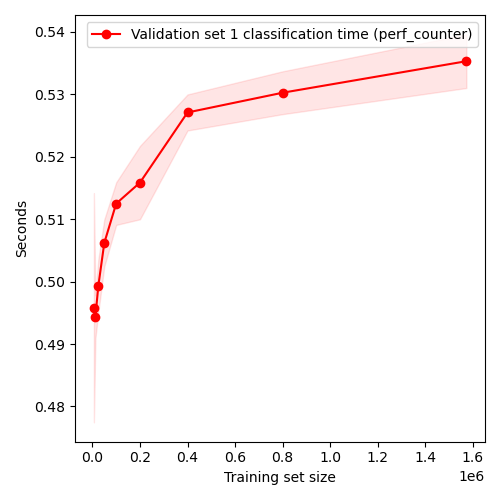 Validation set 1 classification time (perf_counter)
0.54
0.53
0.52
0.51
0.50
0.49
0.48
Seconds
0.0 0.2 0.4 0.6 0.8 1.0 1.2 1.4 1.6
1e6
Training set size